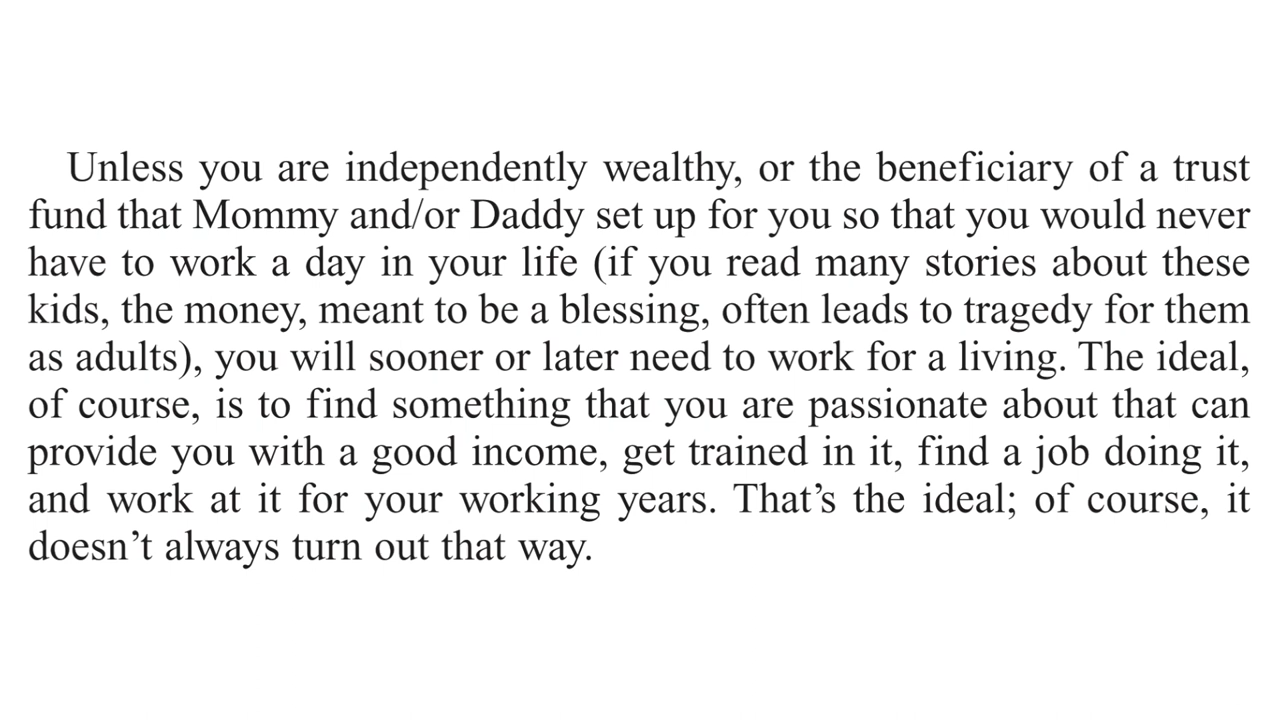 Unless you are independently wealthy, or the beneficiary of a trust
fund that Mommy and/or Daddy set up for you so that you would never
have to work a day in your life (if you read many stories about these
kids, the money, meant to be a blessing, often leads to tragedy for them
as adults), you will sooner or later need to work for a living. The ideal,
of course, is to find something that you are passionate about that can
provide you with a good income, get trained in it, find a job doing it,
and work at it for your working years. That’s the ideal; of course, it
doesn’t always turn out that way.